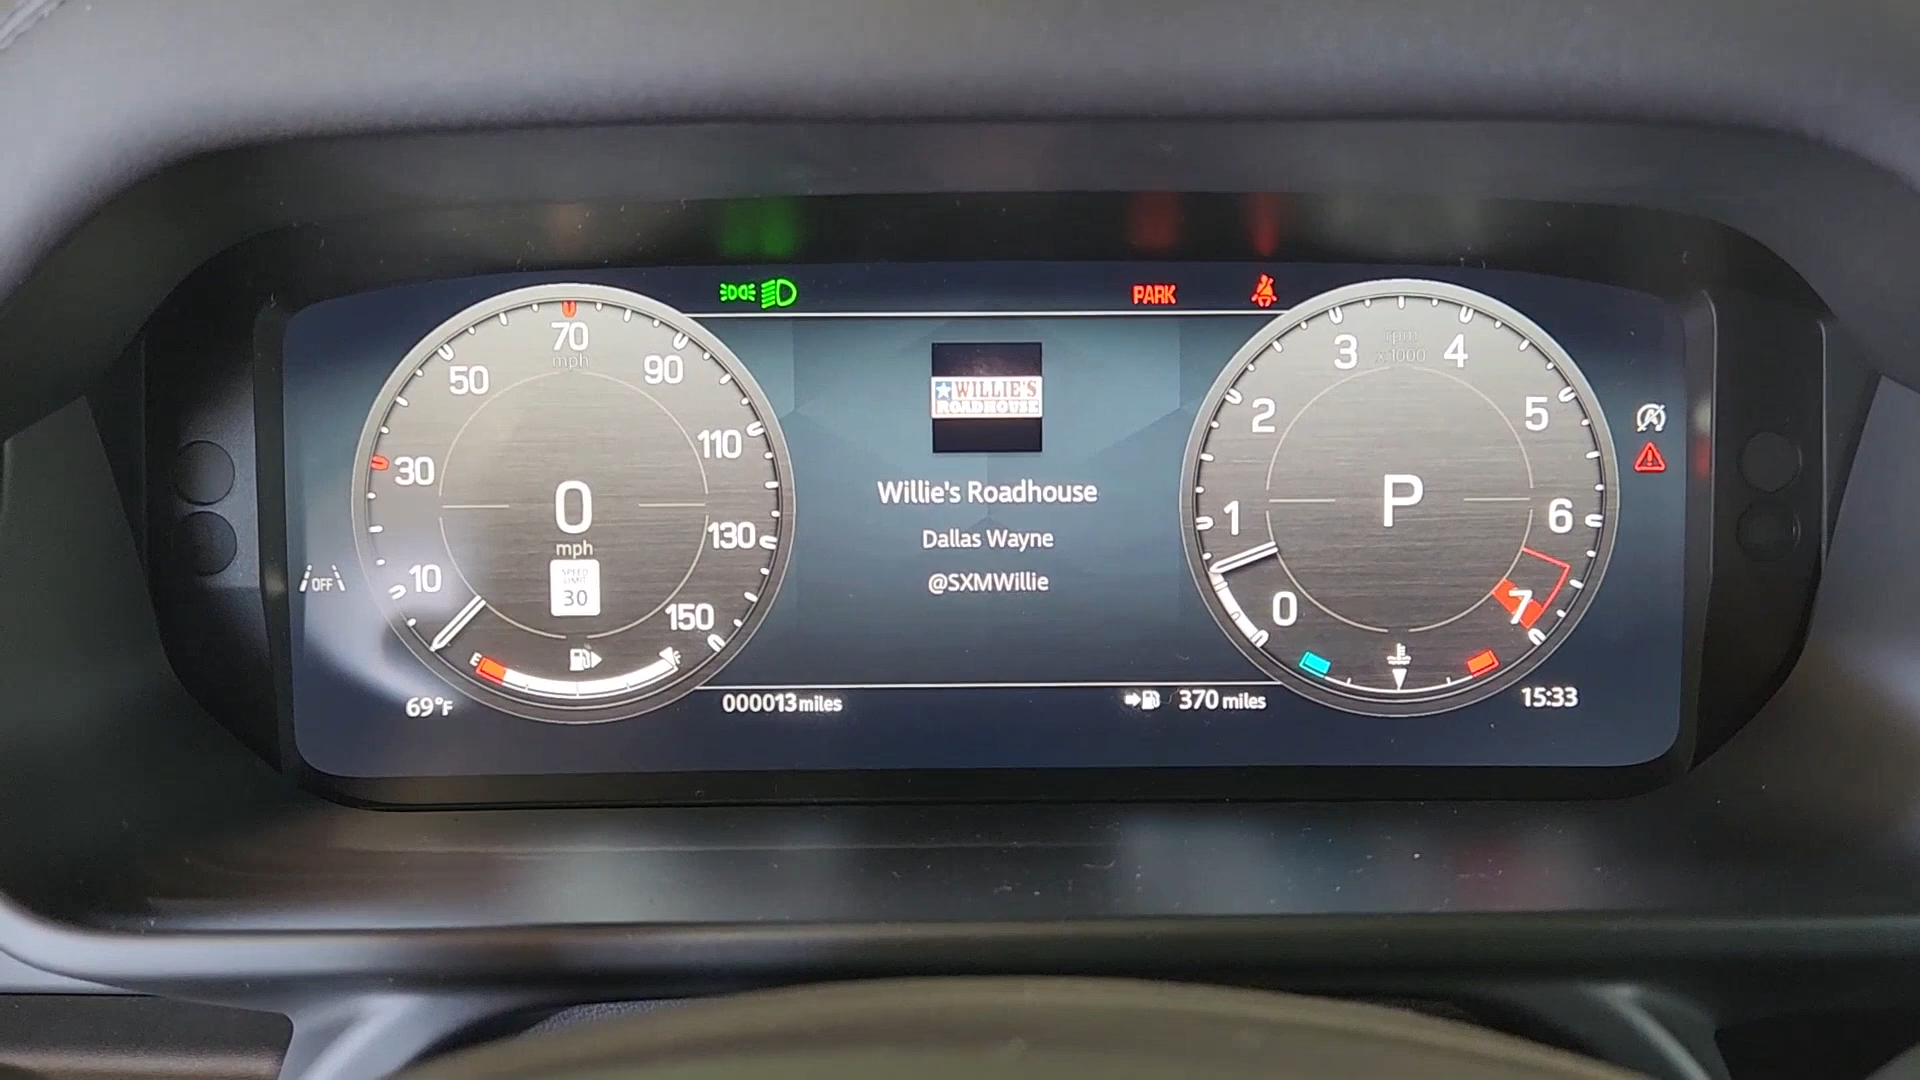 PARK
70
mph
50
90
30
110
10
130
150
0
mph
SPEED
LIMIT
30
E
OFF
WILLIE'S
ROADHOUSE
Willie's Roadhouse
Dallas Wayne
@SXMWillie
rpm
x1000
3
4
2
5
1
6
0
7
P
A
69°F
000013 miles
370 miles
15:33